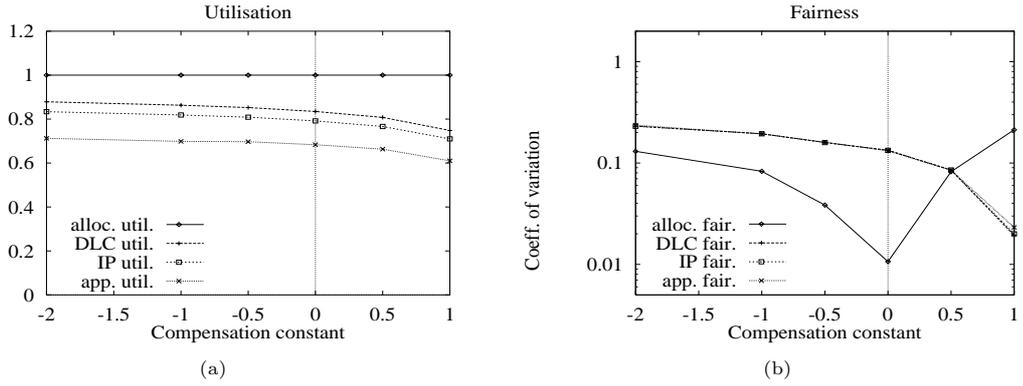 Utilisation
1.2
1
0.8
0.6
0.4
0.2
0
alloc. util.
DLC util.
IP util.
app. util.
-2 -1.5 -1 -0.5 0 0.5 1
Compensation constant
(a)
Fairness
Coeff. of variation
1
0.1
0.01
alloc. fair.
DLC fair.
IP fair.
app. fair.
-2 -1.5 -1 -0.5 0 0.5 1
Compensation constant
(b)